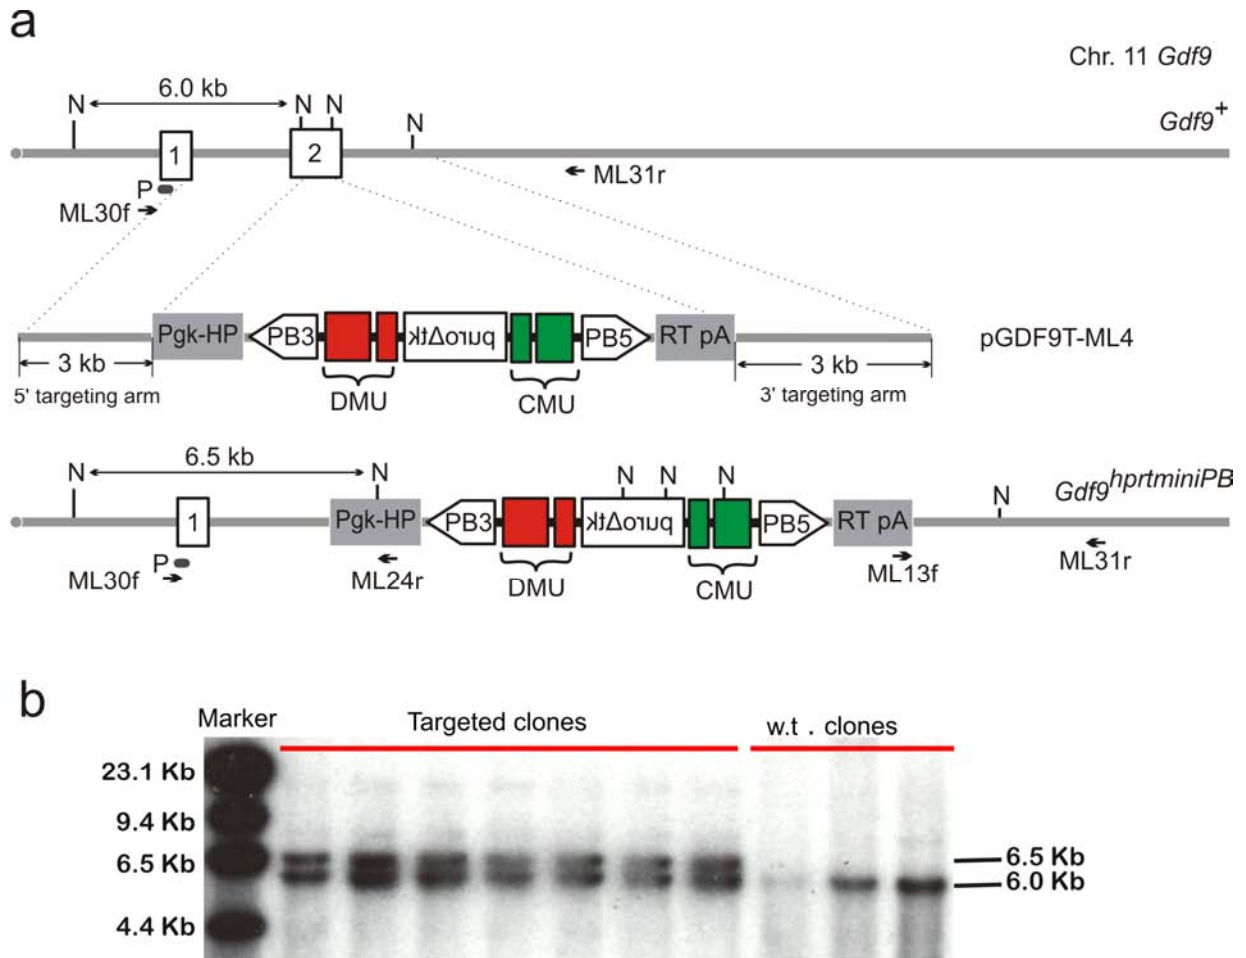 a
Chr. 11 Gdf9
6.0 kb
N N N N
Gdf9+
1 2
P
ML30f
ML31r
Pgk-HP PB3 puroΔtk PB5 RT pA pGDF9T-ML4
3 kb 3 kb
5' targeting arm DMU CMU 3' targeting arm
6.5 kb
N N N N N N
Gdf9hprtminiPB
1 Pgk-HP PB3 puroΔtk PB5 RT pA
P
ML30f ML24r DMU CMU ML13f ML31r
b
Marker Targeted clones w.t . clones
23.1 Kb
9.4 Kb
6.5 Kb 6.5 Kb
6.0 Kb
4.4 Kb